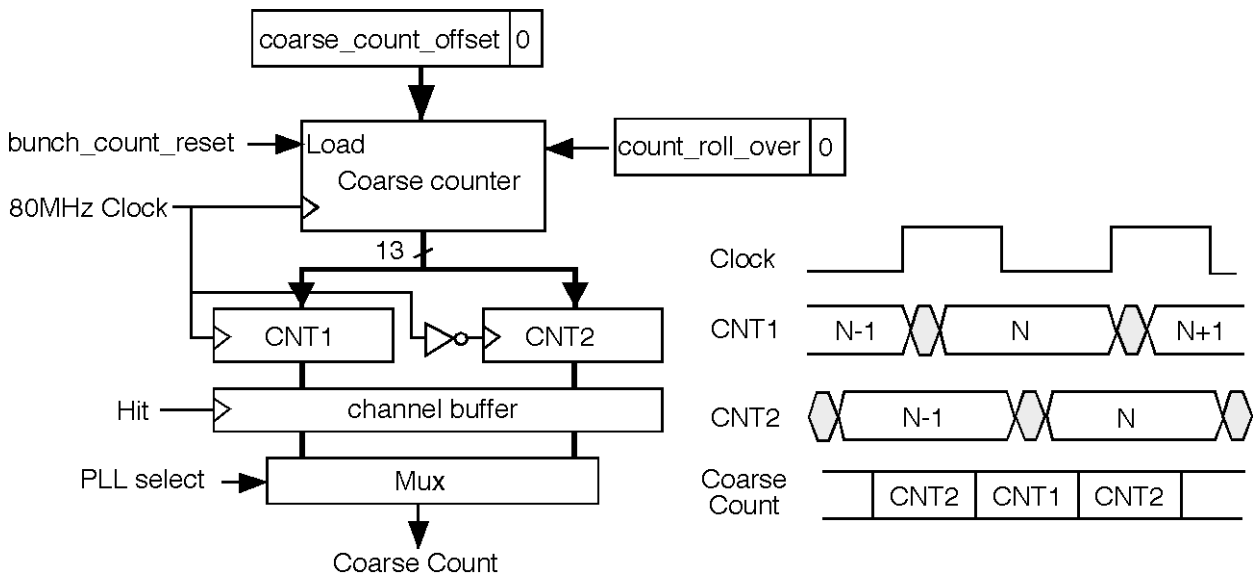 coarse_count_offset 0
bunch_count_reset
Load
Coarse counter
count_roll_over 0
80MHz Clock
13
CNT1
CNT2
Hit
channel buffer
PLL select
Mux
Coarse Count
Clock
CNT1
N-1
N
N+1
CNT2
N-1
N
Coarse
Count
CNT2
CNT1
CNT2